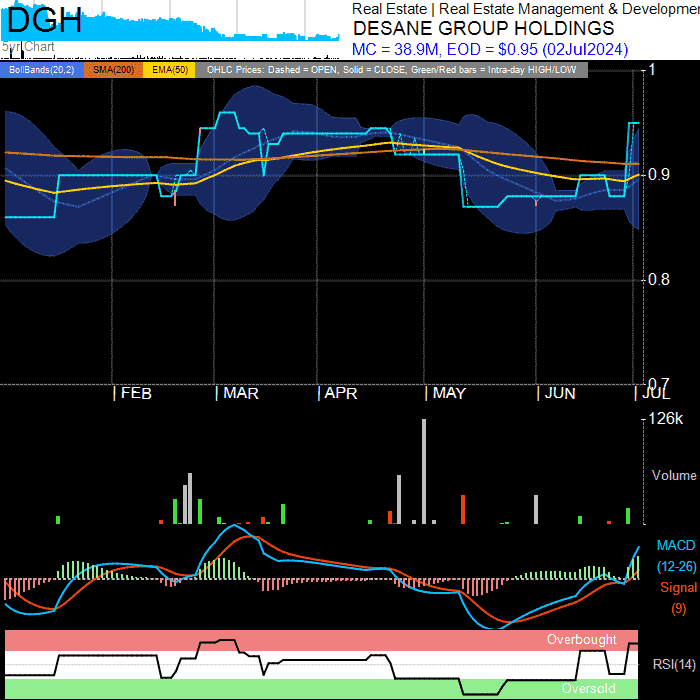 DGH
5yr Chart
Real Estate | Real Estate Management & Developmen
DESANE GROUP HOLDINGS
MC = 38.9M, EOD = $0.95 (02Jul2024)
BollBands(20,2) SMA(200) EMA(50) OHLC Prices: Dashed = OPEN, Solid = CLOSE, Green/Red bars = Intra-day HIGH/LOW
1
0.9
0.8
0.7
FEB MAR APR MAY JUN JUL
126k
Volume
MACD
(12-26)
Signal
(9)
Overbought
RSI(14)
Oversold